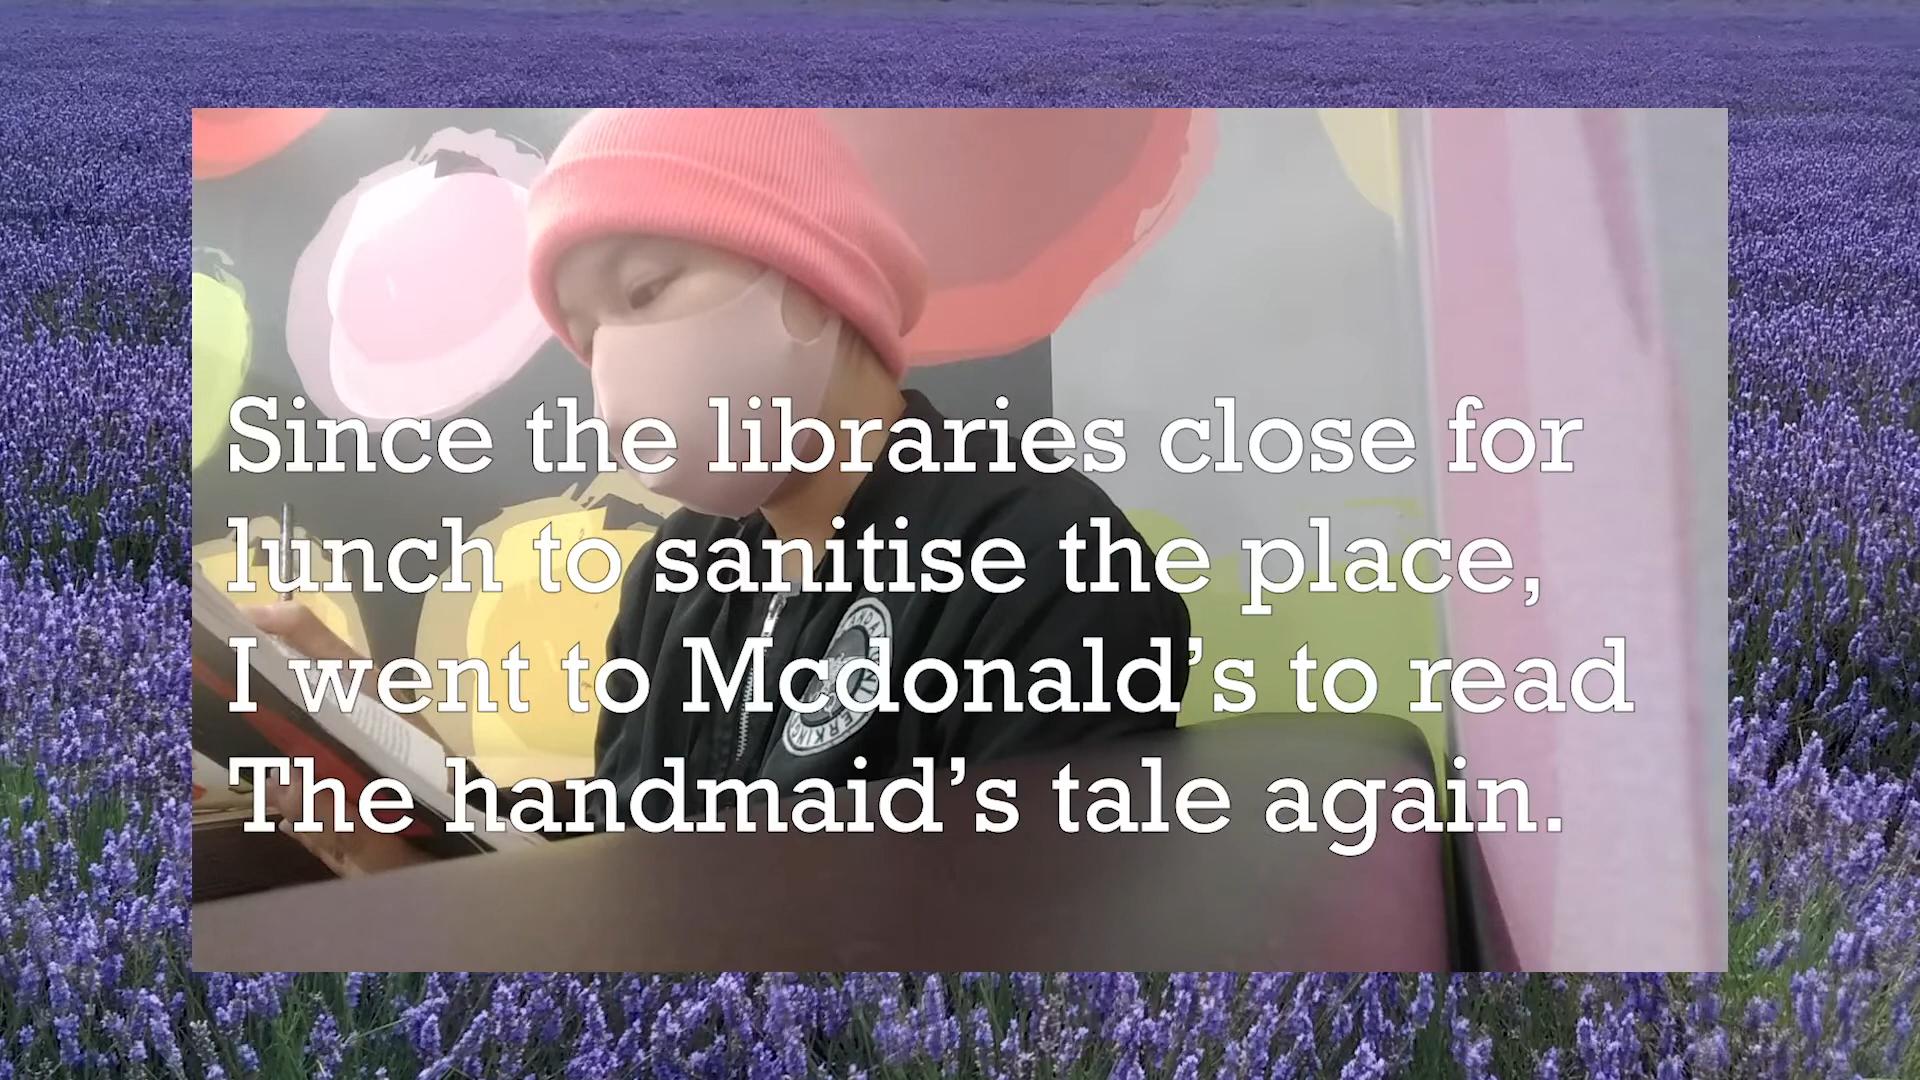 Since the libraries close for
lunch to sanitise the place,
I went to Mcdonald's to read
The handmaid's tale again.